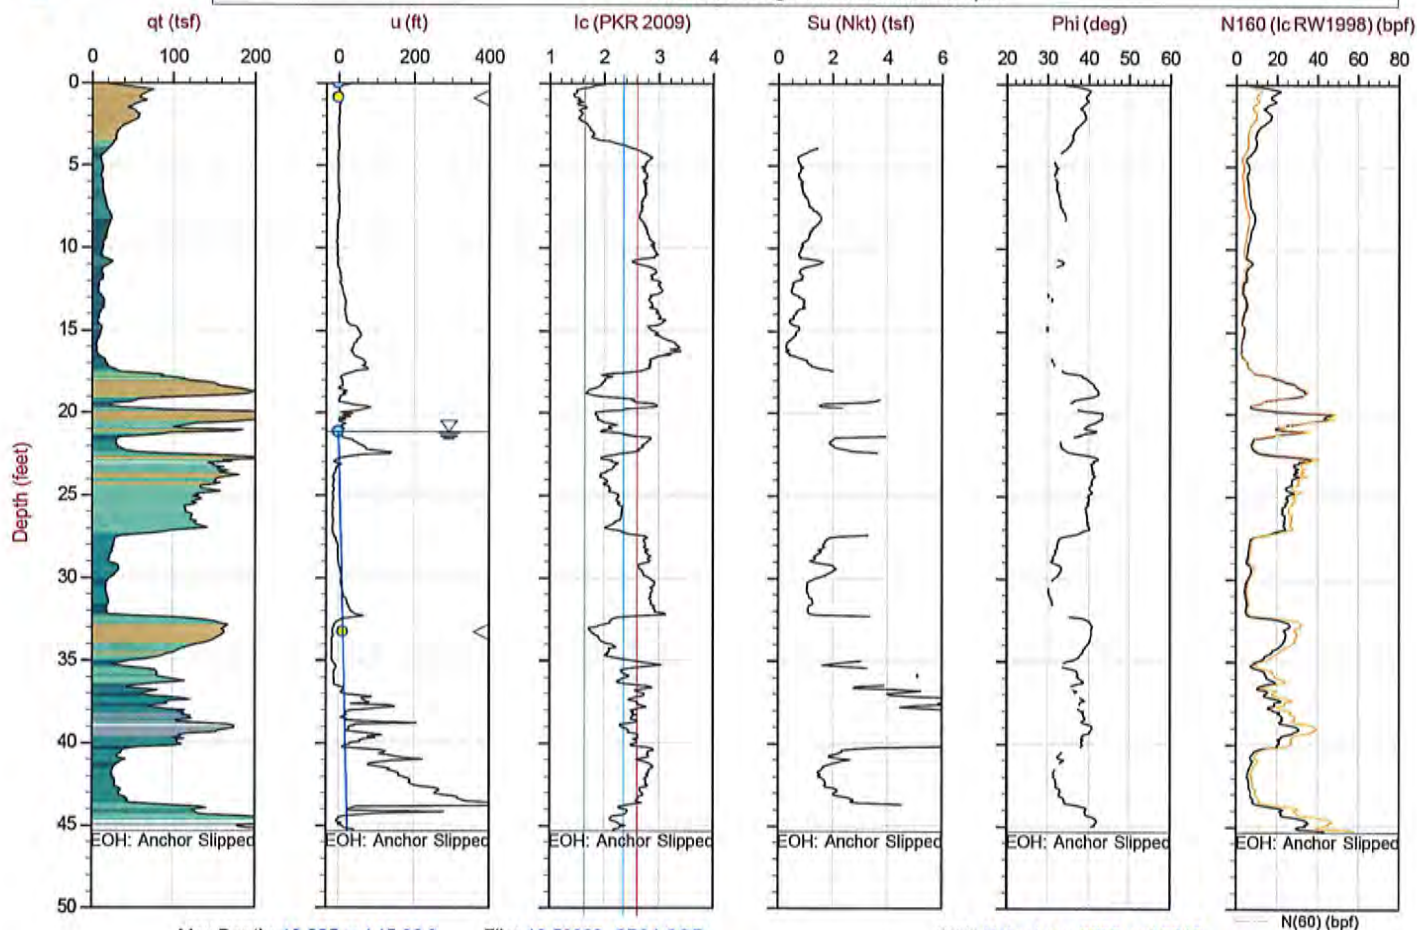 qt (tsf) u (ft) Ic (PKR 2009) Su (Nkt) (tsf) Phi (deg) N160 (Ic RW1998) (bpf)
0 100 200 0 200 400 1 2 3 4 0 2 4 6 20 30 40 50 60 0 20 40 60 80
0
5
10
15
20
25
30
35
40
45
50
Depth (feet)
EOH: Anchor Slipped EOH: Anchor Slipped EOH: Anchor Slipped EOH: Anchor Slipped EOH: Anchor Slipped EOH: Anchor Slipped
N(60) (bpf)